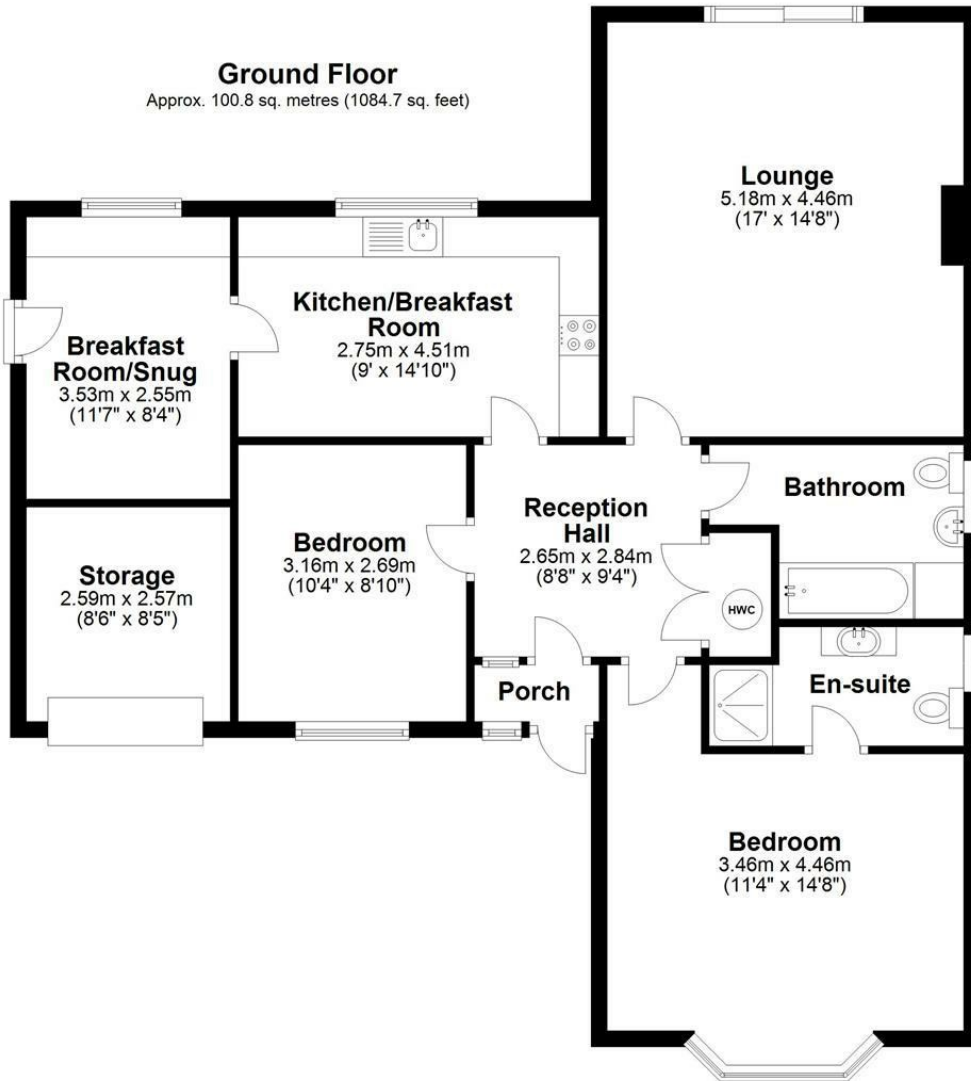 Ground Floor
Approx. 100.8 sq. metres (1084.7 sq. feet)
Lounge
5.18m x 4.46m
(17' x 14'8")
Kitchen/Breakfast
Room
2.75m x 4.51m
(9' x 14'10")
Breakfast
Room/Snug
3.53m x 2.55m
(11'7" x 8'4")
Bathroom
Reception
Hall
2.65m x 2.84m
(8'8" x 9'4")
Bedroom
3.16m x 2.69m
(10'4" x 8'10")
Storage
2.59m x 2.57m
(8'6" x 8'5")
HWC
Porch
En-suite
Bedroom
3.46m x 4.46m
(11'4" x 14'8")